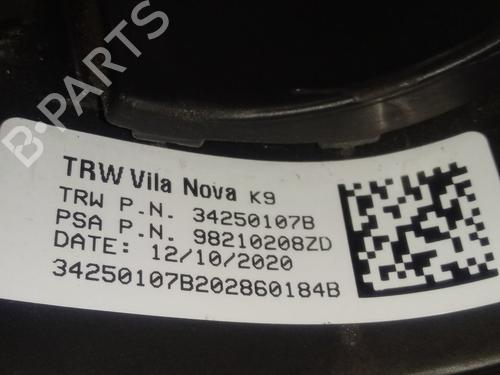 B-PARTS
TRW Vila Nova K9
TRW P.N. 34250107B
PSA P.N. 98210208ZD
DATE: 12/10/2020
34250107B202860184B